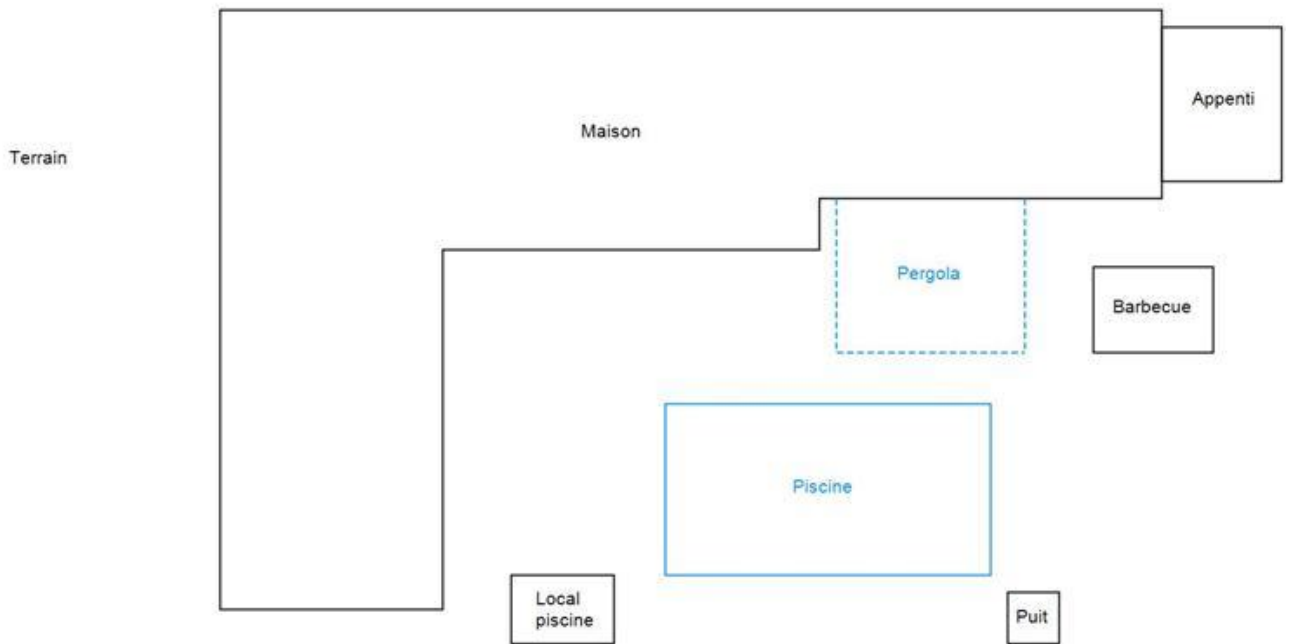 Appenti
Maison
Terrain
Pergola
Barbecue
Piscine
Local
piscine
Puit